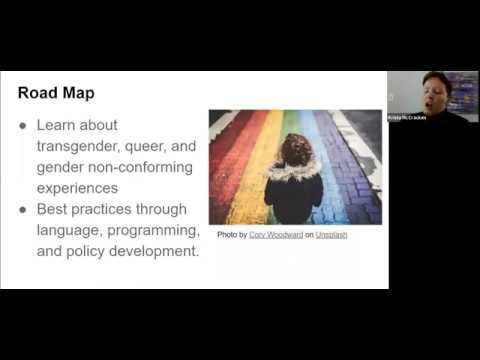 Road Map
● Learn about
transgender, queer, and
gender non-conforming
experiences
● Best practices through
language, programming,
and policy development.
Photo by Cory Woodward on Unsplash
Krista McCracken